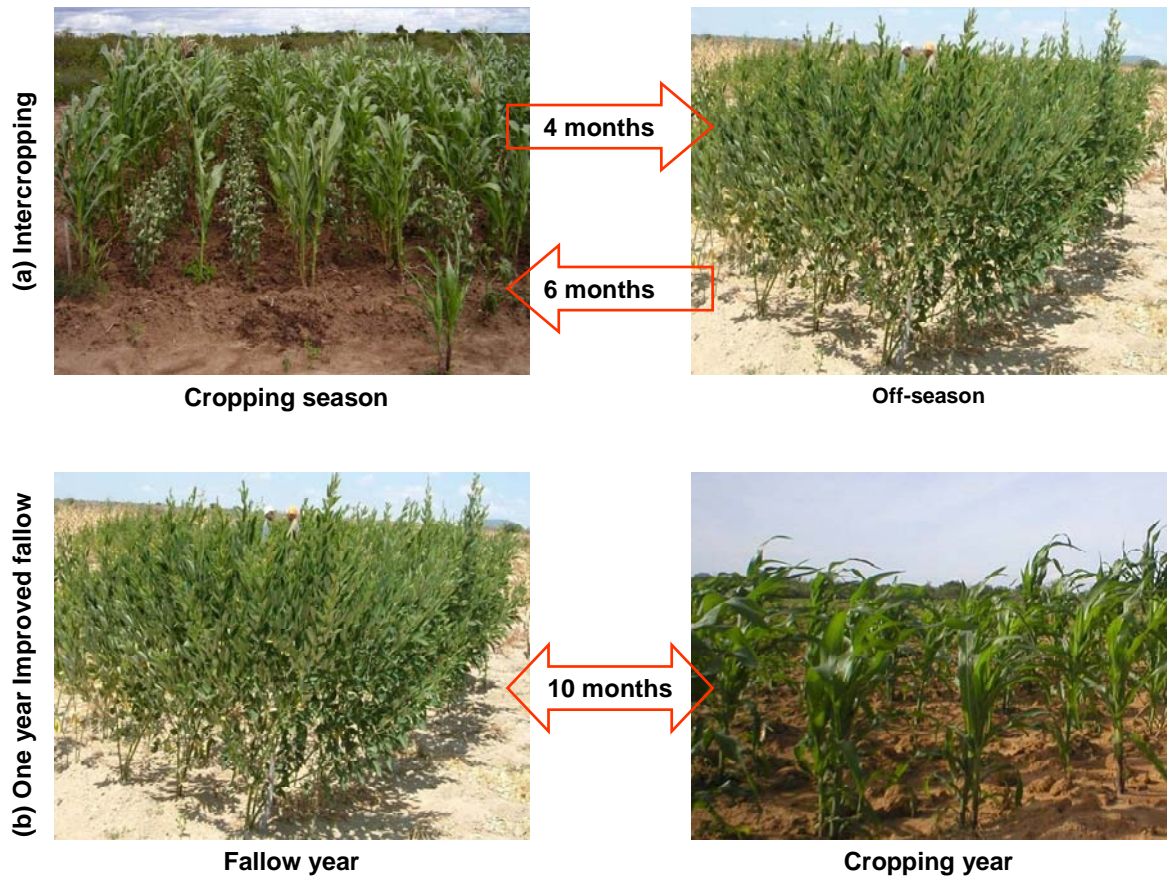 (a) Intercropping
4 months
6 months
Cropping season
Off-season
(b) One year Improved fallow
10 months
Fallow year
Cropping year